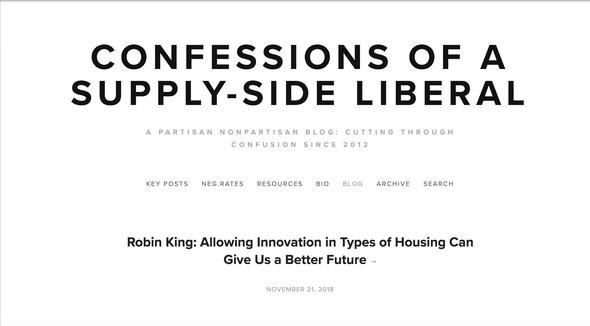 CONFESSIONS OF A
SUPPLY-SIDE LIBERAL
A PARTISAN NONPARTISAN BLOG: CUTTING THROUGH
CONFUSION SINCE 2012
KEY POSTS NEG.RATES RESOURCES BIO BLOG ARCHIVE SEARCH
Robin King: Allowing Innovation in Types of Housing Can
Give Us a Better Future →
NOVEMBER 21, 2018